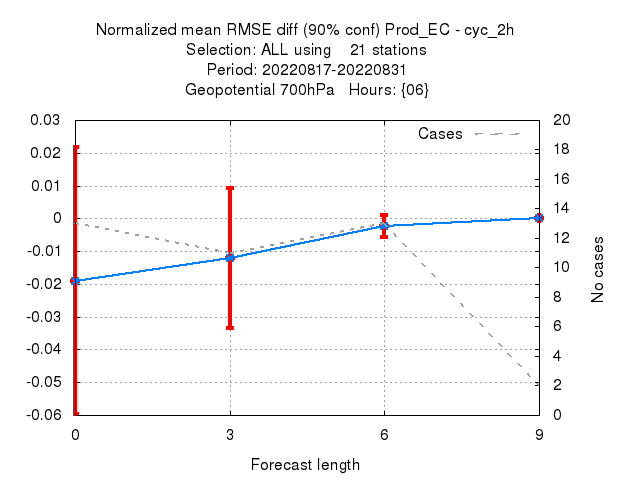 Normalized mean RMSE diff (90% conf) Prod_EC - cyc_2h
Selection: ALL using    21 stations
Period: 20220817-20220831
Geopotential 700hPa   Hours: {06}
Cases
0.03
0.02
0.01
0
-0.01
-0.02
-0.03
-0.04
-0.05
-0.06
20
18
16
14
12
10
8
6
4
2
0
No cases
0 3 6 9
Forecast length